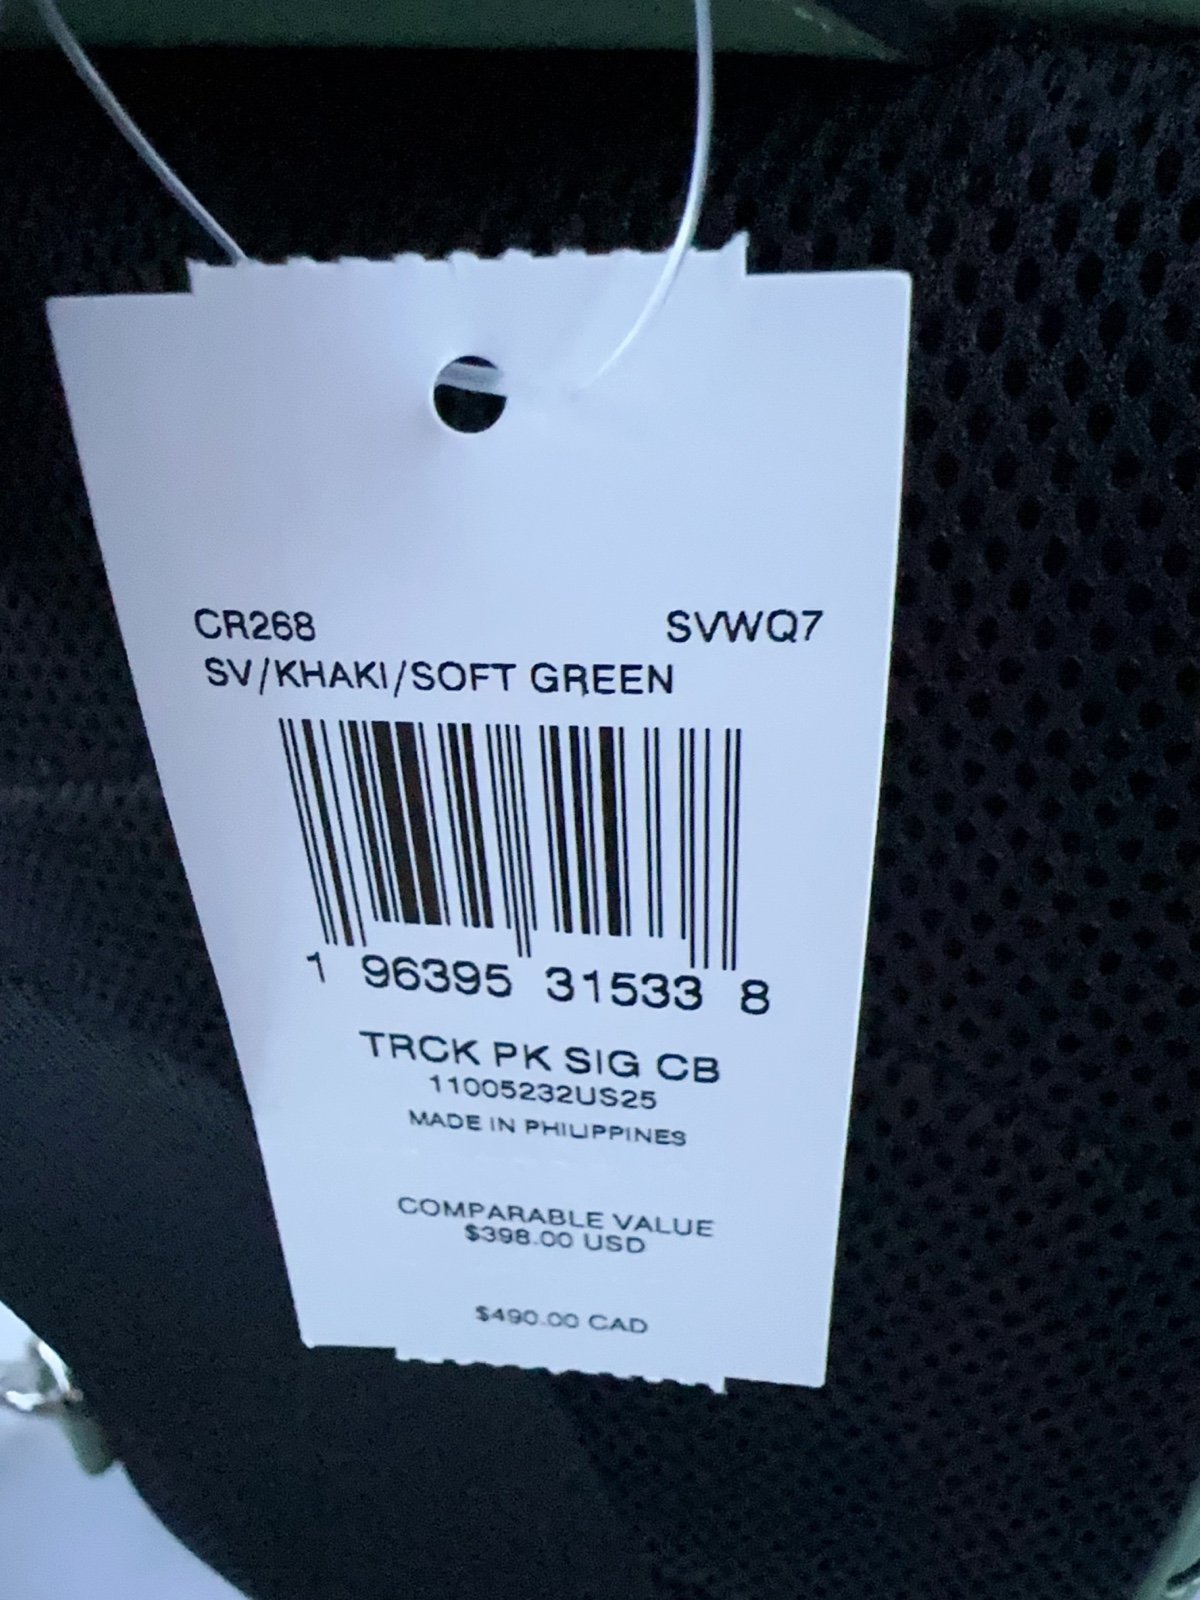 CR268 SVWQ7
SV/KHAKI/SOFT GREEN
1 96395 31533 8
TRCK PK SIG CB
11005232US25
MADE IN PHILIPPINES
COMPARABLE VALUE
$398.00 USD
$490.00 CAD